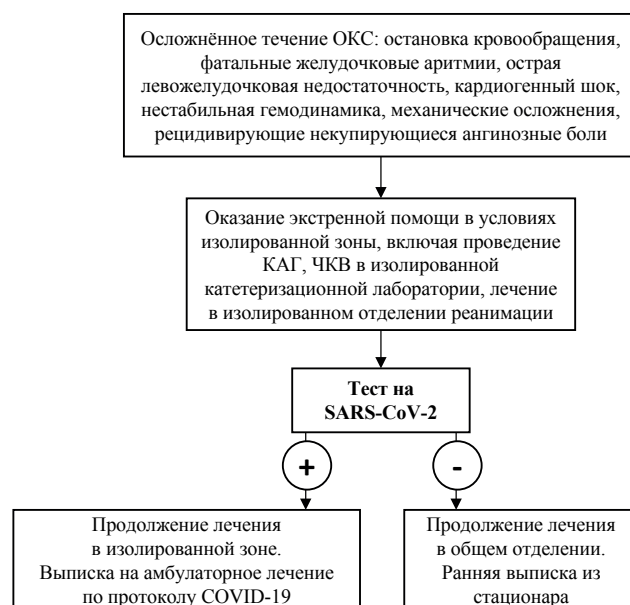 Осложнённое течение ОКС: остановка кровообращения,
фатальные желудочковые аритмии, острая
левожелудочковая недостаточность, кардиогенный шок,
нестабильная гемодинамика, механические осложнения,
рецидивирующие некупирующиеся ангинозные боли
Оказание экстренной помощи в условиях
изолированной зоны, включая проведение
КАГ, ЧКВ в изолированной
катетеризационной лаборатории, лечение
в изолированном отделении реанимации
Тест на
SARS-CoV-2
+
-
Продолжение лечения
в изолированной зоне.
Выписка на амбулаторное лечение
по протоколу COVID-19
Продолжение лечения
в общем отделении.
Ранняя выписка из
стационара